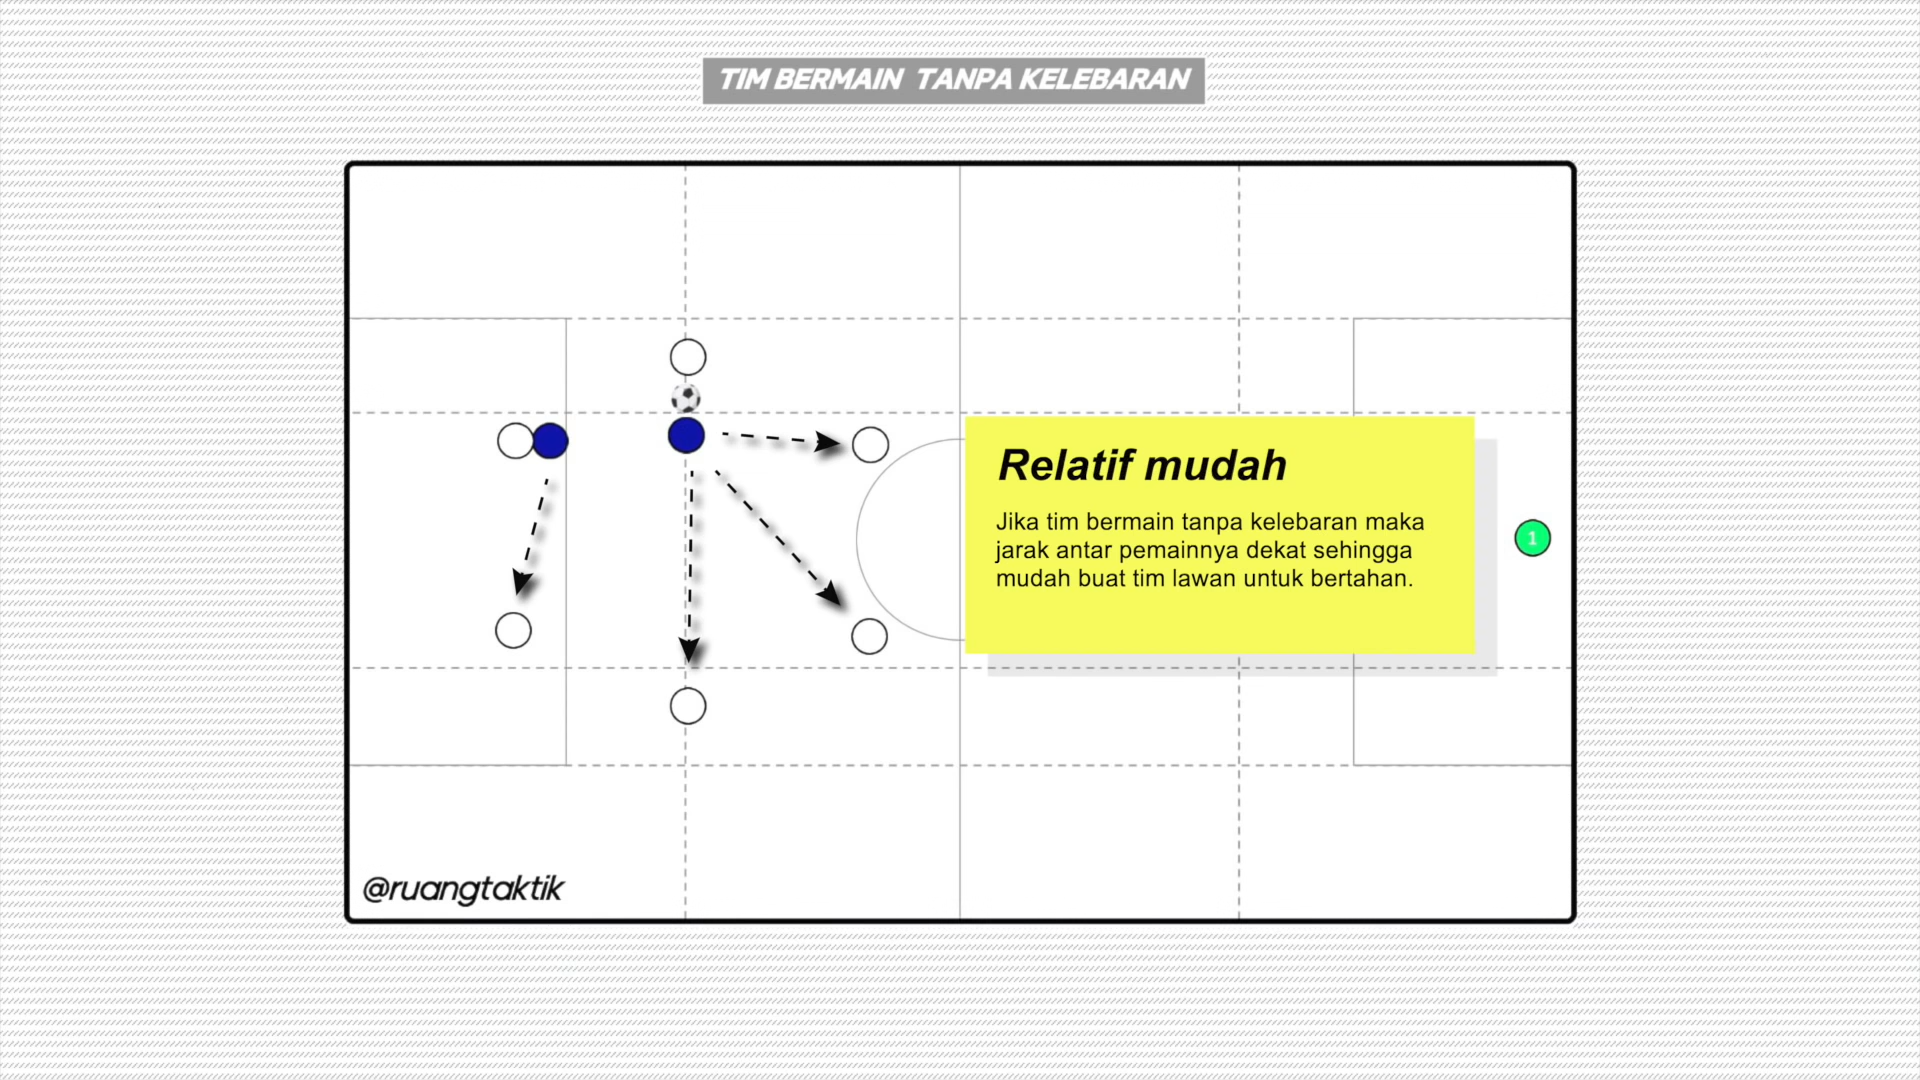 TIM BERMAIN TANPA KELEBARAN
Relatif mudah
Jika tim bermain tanpa kelebaran maka
jarak antar pemainnya dekat sehingga
mudah buat tim lawan untuk bertahan.
1
@ruangtaktik